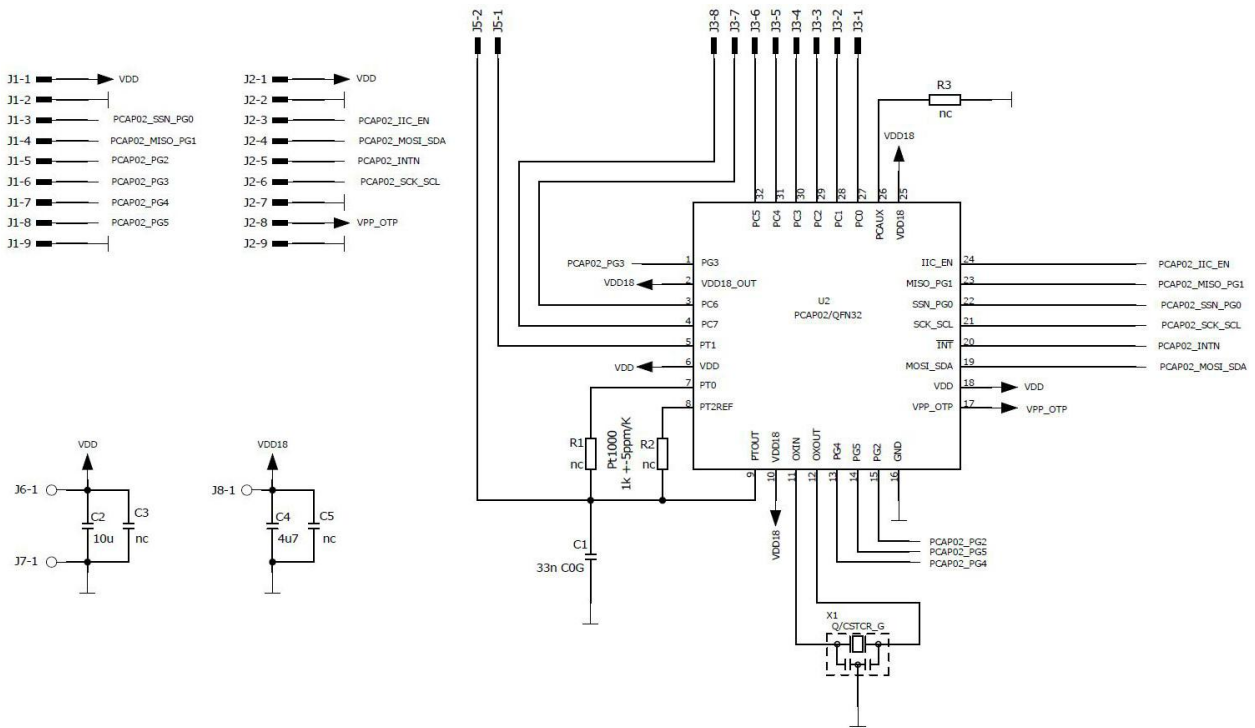 J5-2
J5-1
J3-8
J3-7
J3-6
J3-5
J3-4
J3-3
J3-2
J3-1
J1-1 VDD
J1-2
J1-3 PCAP02_SSN_PG0
J1-4 PCAP02_MISO_PG1
J1-5 PCAP02_PG2
J1-6 PCAP02_PG3
J1-7 PCAP02_PG4
J1-8 PCAP02_PG5
J1-9
J2-1 VDD
J2-2
J2-3 PCAP02_IIC_EN
J2-4 PCAP02_MOSI_SDA
J2-5 PCAP02_INTN
J2-6 PCAP02_SCK_SCL
J2-7
J2-8 VPP_OTP
J2-9
R3
nc
VDD18
32 31 30 29 28 27 26 25
PC5 PC4 PC3 PC2 PC1 PC0 PCAUX VDD18
PCAP02_PG3 1 PG3
VDD18 2 VDD18_OUT
3 PC6
4 PC7
5 PT1
VDD 6 VDD
7 PT0
8 PT2REF
U2
PCAP02/QFN32
IIC_EN 24 PCAP02_IIC_EN
MISO_PG1 23 PCAP02_MISO_PG1
SSN_PG0 22 PCAP02_SSN_PG0
SCK_SCL 21 PCAP02_SCK_SCL
INT 20 PCAP02_INTN
MOSI_SDA 19 PCAP02_MOSI_SDA
VDD 18 VDD
VPP_OTP 17 VPP_OTP
PTOUT VDD18 OXIN OXOUT PG4 PG5 PG2 GND
9 10 11 12 13 14 15 16
R1
nc
Pt1000
1k +-5ppm/K
R2
nc
VDD18
PCAP02_PG2
PCAP02_PG5
PCAP02_PG4
C1
33n C0G
X1
Q/CSTCR_G
VDD
J6-1
C2
10u
C3
nc
J7-1
VDD18
J8-1
C4
4u7
C5
nc